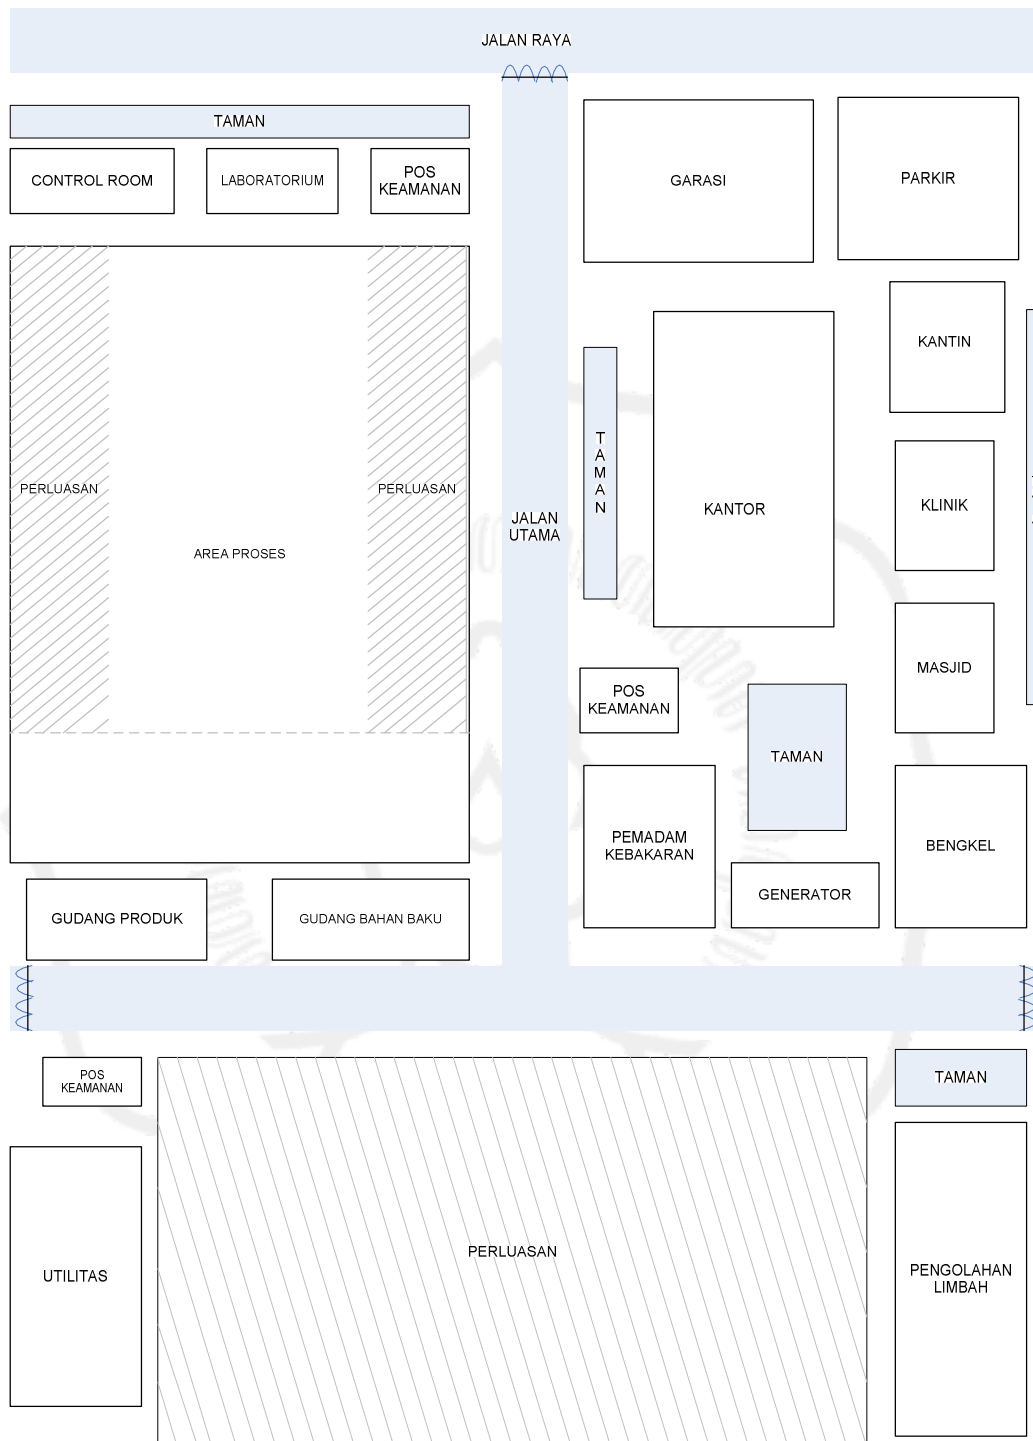 JALAN RAYA
TAMAN
CONTROL ROOM
LABORATORIUM
POS
KEAMANAN
GARASI
PARKIR
KANTIN
PERLUASAN
PERLUASAN
AREA PROSES
JALAN
UTAMA
T
A
M
A
N
KANTOR
KLINIK
MASJID
POS
KEAMANAN
TAMAN
PEMADAM
KEBAKARAN
GENERATOR
BENGKEL
GUDANG PRODUK
GUDANG BAHAN BAKU
POS
KEAMANAN
TAMAN
UTILITAS
PERLUASAN
PENGOLAHAN
LIMBAH